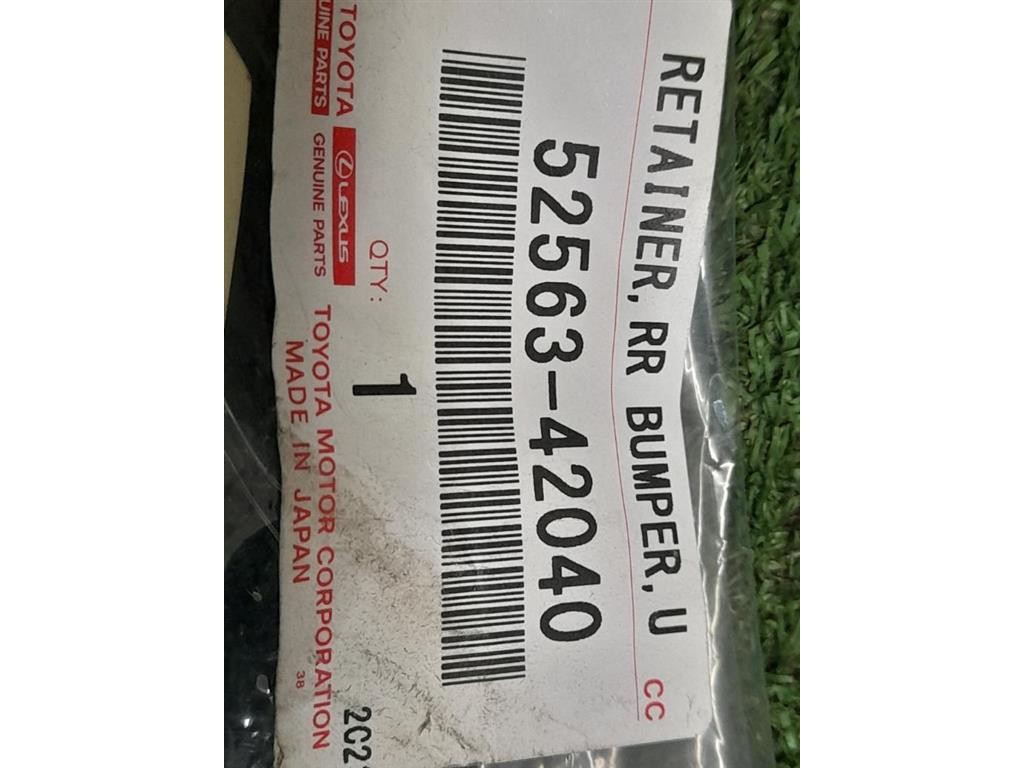 RETAINER, RR BUMPER, U
CC
52563-42040
QTY:
1
TOYOTA
GENUINE PARTS
LEXUS
GENUINE PARTS
TOYOTA MOTOR CORPORATION
MADE IN JAPAN
38